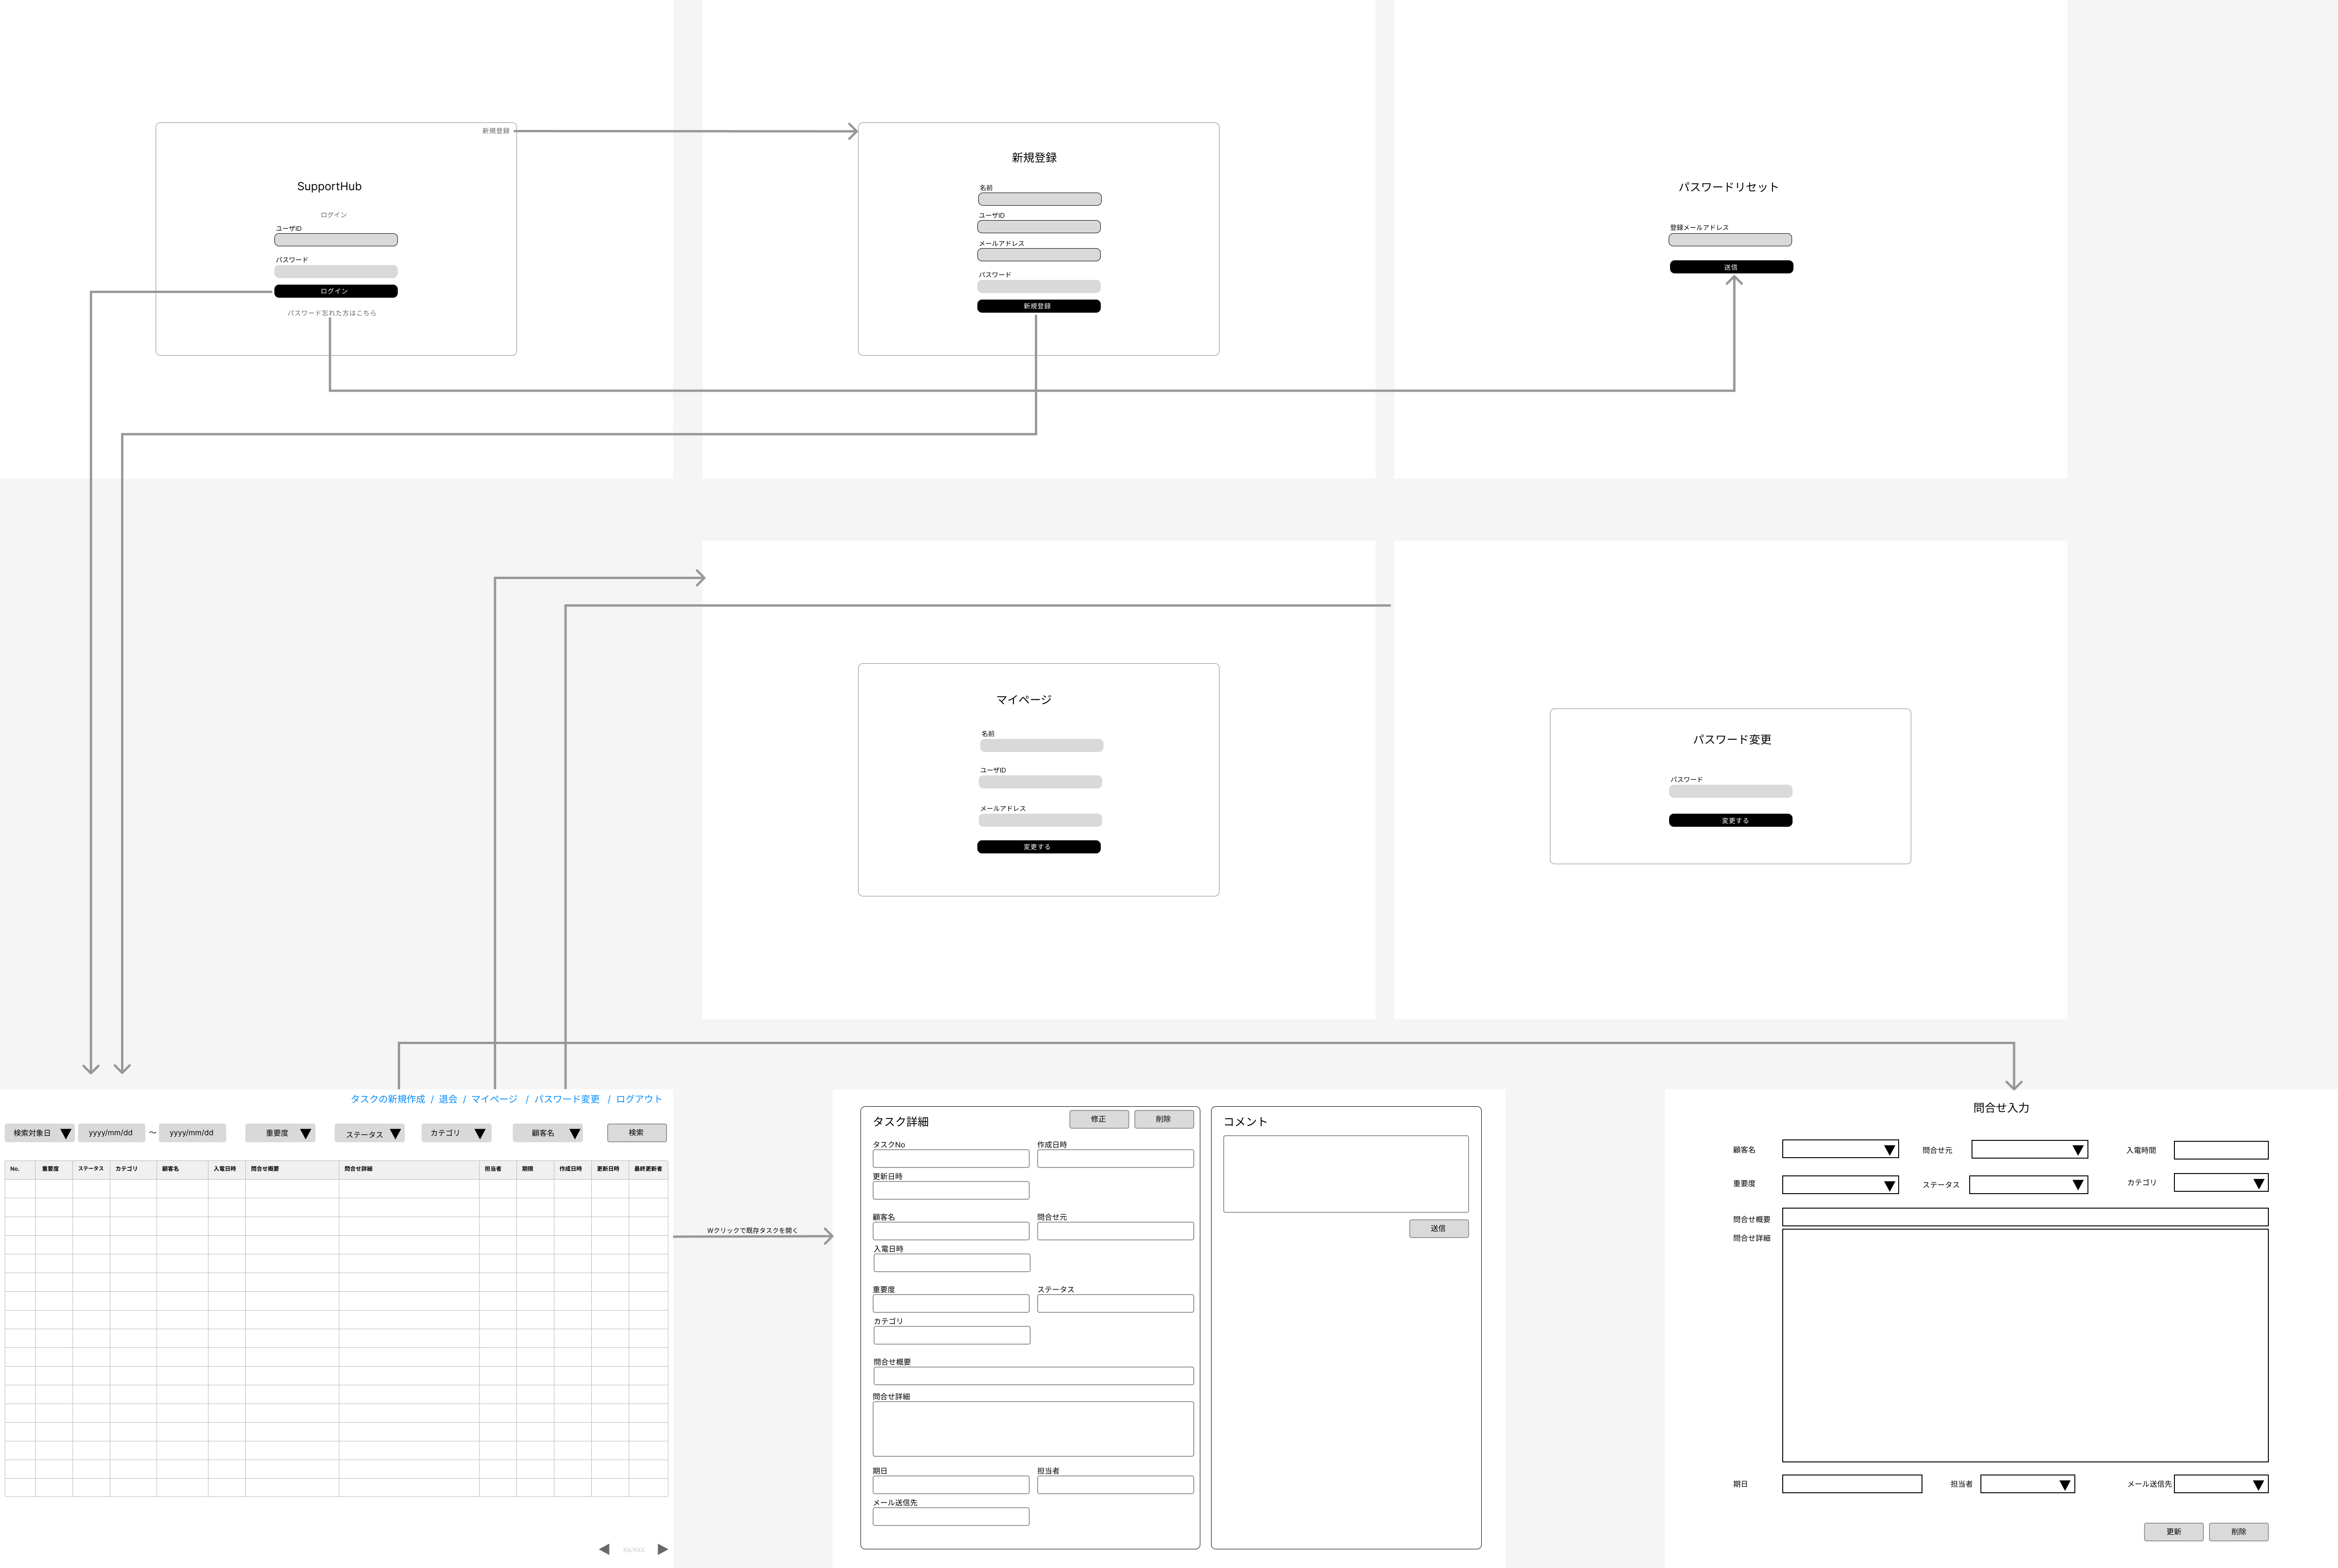 新規登録
SupportHub
ログイン
ユーザID
パスワード
ログイン
パスワード忘れた方はこちら
新規登録
名前
ユーザID
メールアドレス
パスワード
新規登録
パスワードリセット
登録メールアドレス
送信
マイページ
名前
ユーザID
メールアドレス
変更する
パスワード変更
パスワード
変更する
タスクの新規作成 / 退会 / マイページ / パスワード変更 / ログアウト
検索対象日 yyyy/mm/dd ～ yyyy/mm/dd 重要度 ステータス カテゴリ 顧客名 検索
No. 重要度 ステータス カテゴリ 顧客名 入電日時 問合せ概要 問合せ詳細 担当者 期限 作成日時 更新日時 最終更新者
xx/xxx
Wクリックで既存タスクを開く
タスク詳細 修正 削除
タスクNo 作成日時
更新日時
顧客名 問合せ元
入電日時
重要度 ステータス
カテゴリ
問合せ概要
問合せ詳細
期日 担当者
メール送信先
コメント
送信
問合せ入力
顧客名 問合せ元 入電時間
重要度 ステータス カテゴリ
問合せ概要
問合せ詳細
期日 担当者 メール送信先
更新 削除